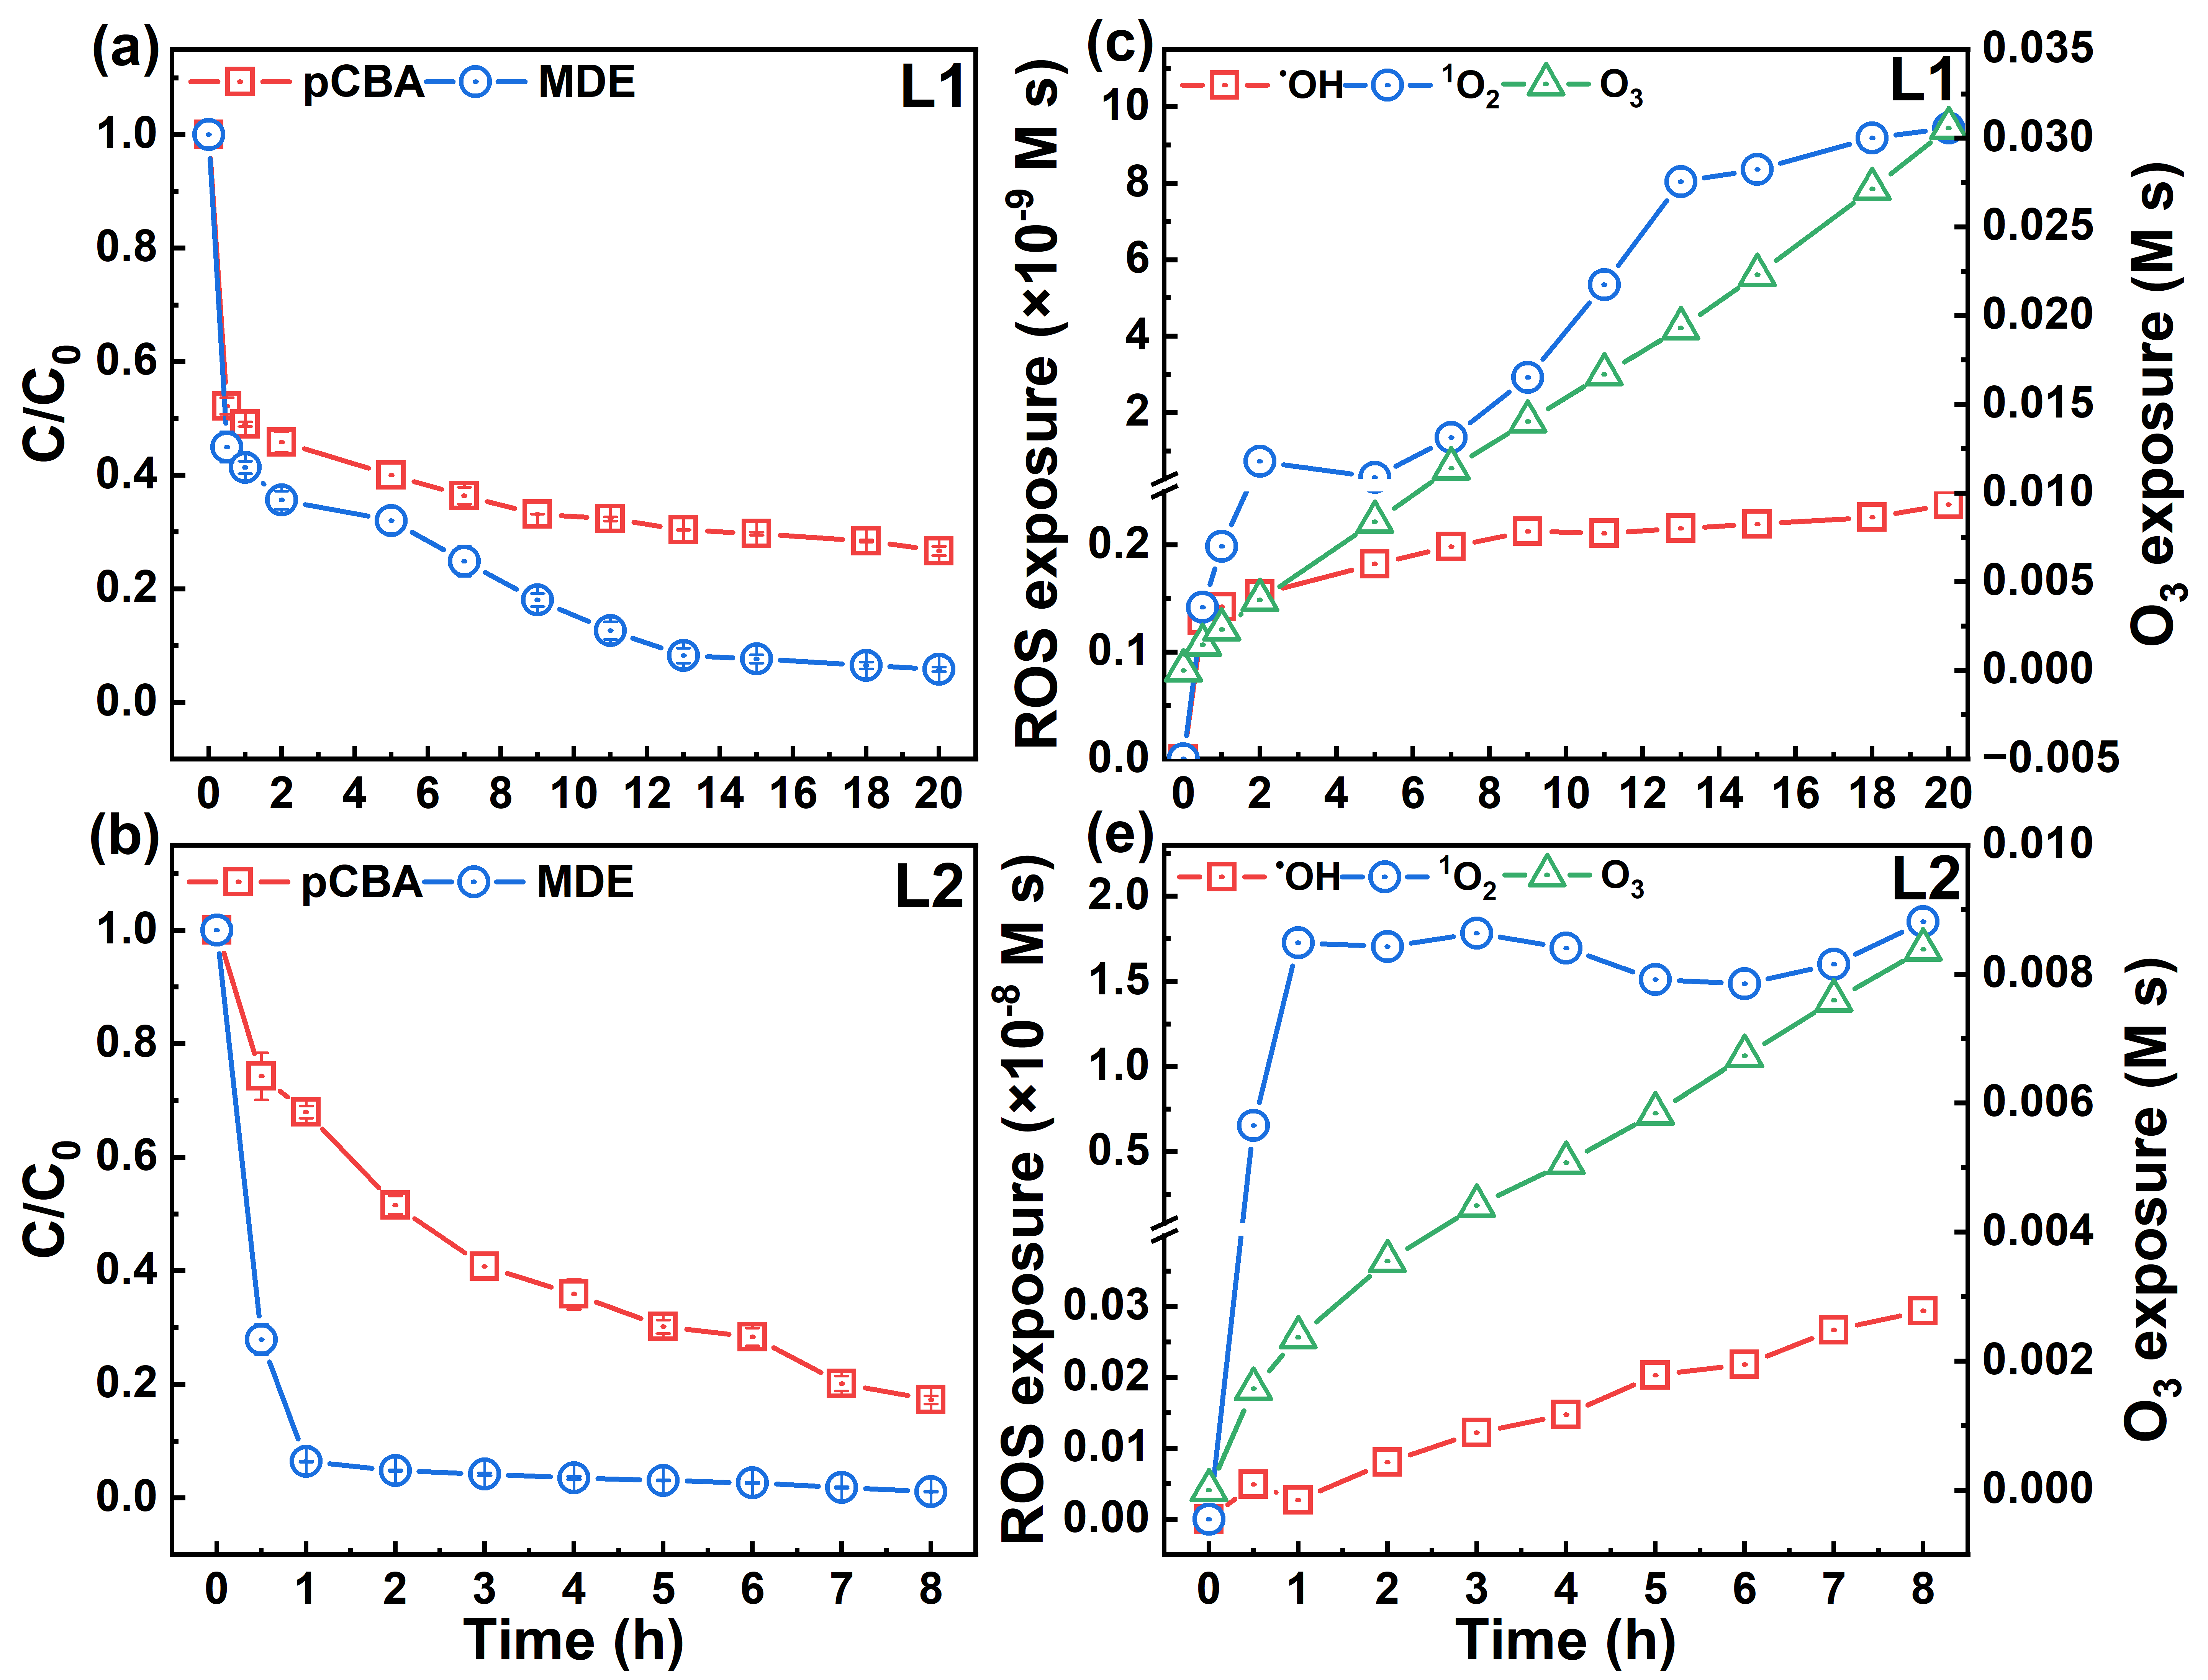 (a)
pCBA MDE L1
1.0
0.8
0.6
0.4
0.2
0.0
C/C0
0 2 4 6 8 10 12 14 16 18 20
(c)
•OH 1O2 O3 L1
10
8
6
4
2
0.2
0.1
0.0
ROS exposure (×10-9 M s)
0.035
0.030
0.025
0.020
0.015
0.010
0.005
0.000
−0.005
O3 exposure (M s)
0 2 4 6 8 10 12 14 16 18 20
(b)
pCBA MDE L2
1.0
0.8
0.6
0.4
0.2
0.0
C/C0
0 1 2 3 4 5 6 7 8
Time (h)
(e)
•OH 1O2 O3 L2
2.0
1.5
1.0
0.5
0.03
0.02
0.01
0.00
ROS exposure (×10-8 M s)
0.010
0.008
0.006
0.004
0.002
0.000
O3 exposure (M s)
0 1 2 3 4 5 6 7 8
Time (h)